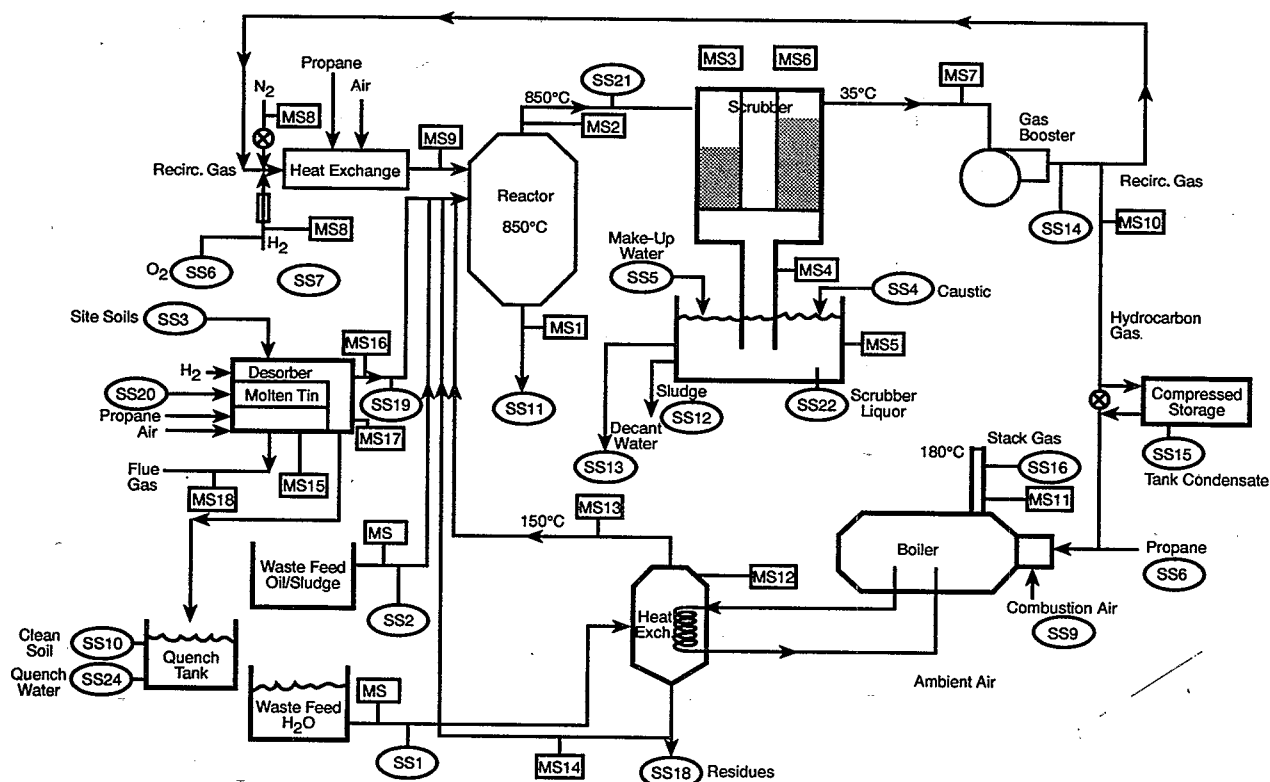 Propane
Air
N2
MS8
Recirc. Gas
Heat Exchange
MS9
H2
MS8
O2
SS6
SS7
850°C
SS21
MS2
Reactor
850°C
MS1
SS11
MS3
MS6
Scrubber
35°C
MS7
Gas
Booster
Recirc. Gas
SS14
MS10
Make-Up
Water
SS5
MS4
SS4
Caustic
MS5
Sludge
SS12
SS22
Scrubber
Liquor
Decant
Water
SS13
Hydrocarbon
Gas.
Compressed
Storage
SS15
Tank Condensate
Site Soils
SS3
MS16
H2
Desorber
SS20
Molten Tin
SS19
Propane
Air
MS17
Flue
Gas
MS18
MS15
Stack Gas
180°C
SS16
MS11
Boiler
Propane
SS6
Combustion Air
SS9
150°C
MS13
MS12
Heat
Exch.
Waste Feed
Oil/Sludge
MS
SS2
Clean
Soil
SS10
Quench
Tank
Quench
Water
SS24
Waste Feed
H2O
MS
SS1
MS14
SS18
Residues
Ambient Air